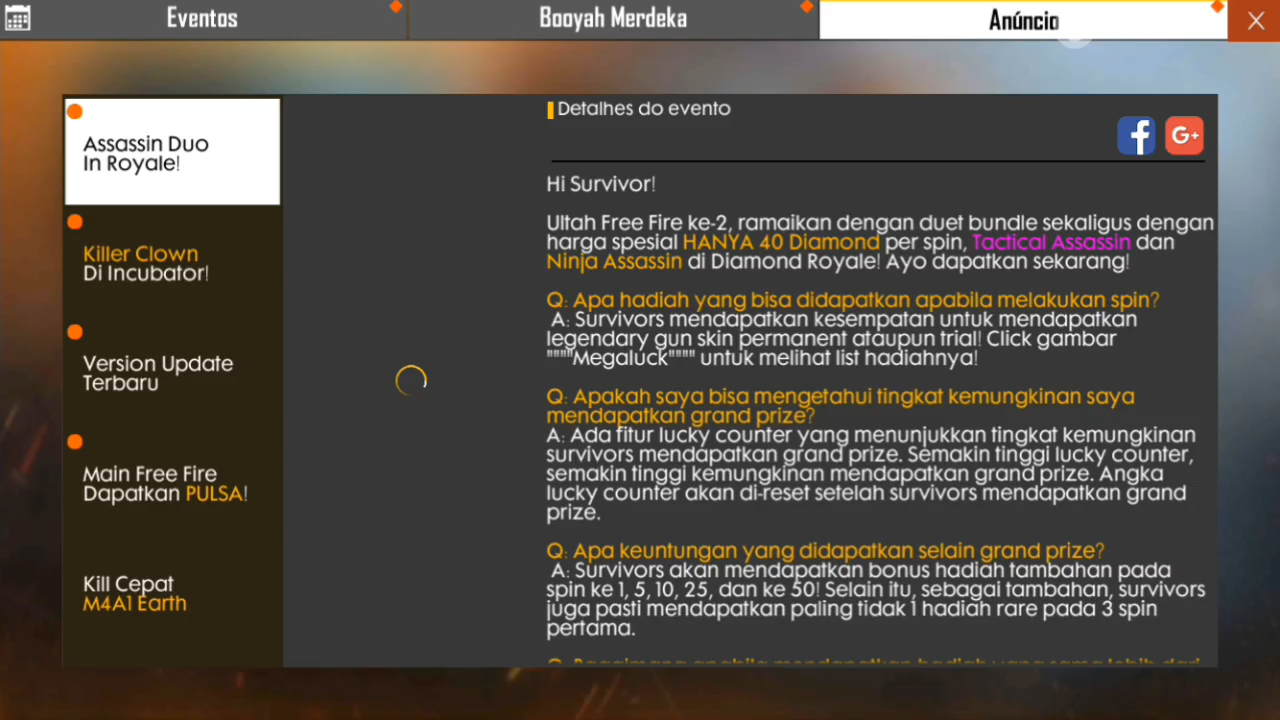 Eventos
Booyah Merdeka
Anúncio
Assassin Duo
In Royale!
Killer Clown
Di Incubator!
Version Update
Terbaru
Main Free Fire
Dapatkan PULSA!
Kill Cepat
M4A1 Earth
Detalhes do evento
f
G+
Hi Survivor!
Ultah Free Fire ke-2, ramaikan dengan duet bundle sekaligus dengan
harga spesial HANYA 40 Diamond per spin, Tactical Assassin dan
Ninja Assassin di Diamond Royale! Ayo dapatkan sekarang!
Q: Apa hadiah yang bisa didapatkan apabila melakukan spin?
A: Survivors mendapatkan kesempatan untuk mendapatkan
legendary gun skin permanent ataupun trial! Click gambar
""""Megaluck"""" untuk melihat list hadiahnya!
Q: Apakah saya bisa mengetahui tingkat kemungkinan saya
mendapatkan grand prize?
A: Ada fitur lucky counter yang menunjukkan tingkat kemungkinan
survivors mendapatkan grand prize. Semakin tinggi lucky counter,
semakin tinggi kemungkinan mendapatkan grand prize. Angka
lucky counter akan di-reset setelah survivors mendapatkan grand
prize.
Q: Apa keuntungan yang didapatkan selain grand prize?
A: Survivors akan mendapatkan bonus hadiah tambahan pada
spin ke 1, 5, 10, 25, dan ke 50! Selain itu, sebagai tambahan, survivors
juga pasti mendapatkan paling tidak 1 hadiah rare pada 3 spin
pertama.